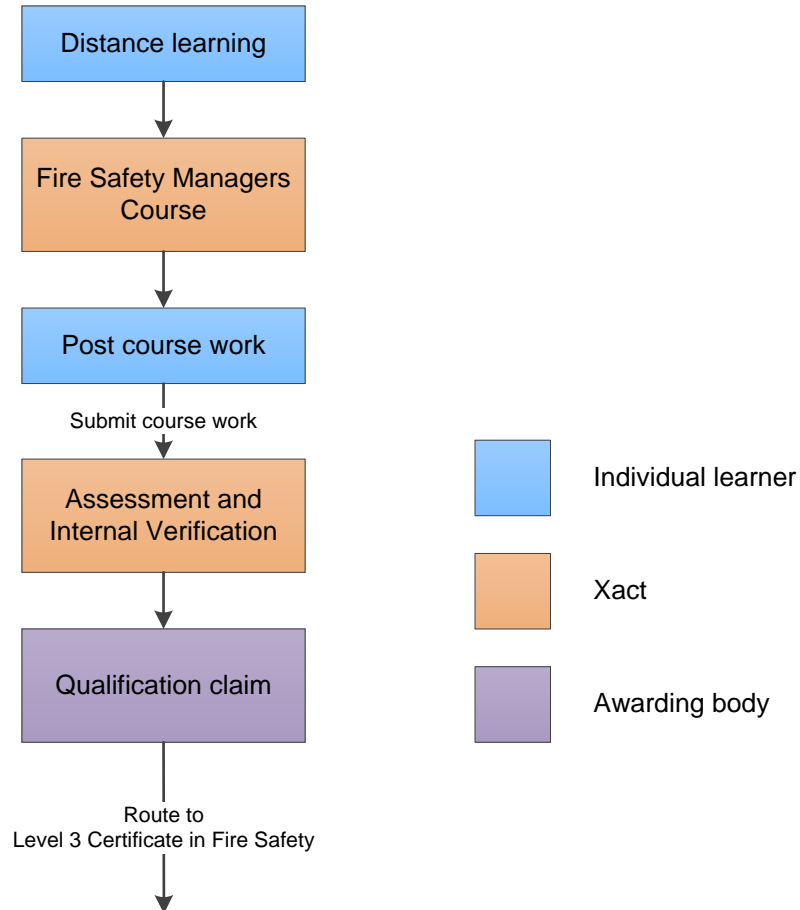 Distance learning
Fire Safety Managers
Course
Post course work
Submit course work
Assessment and
Internal Verification
Qualification claim
Route to
Level 3 Certificate in Fire Safety
Individual learner
Xact
Awarding body